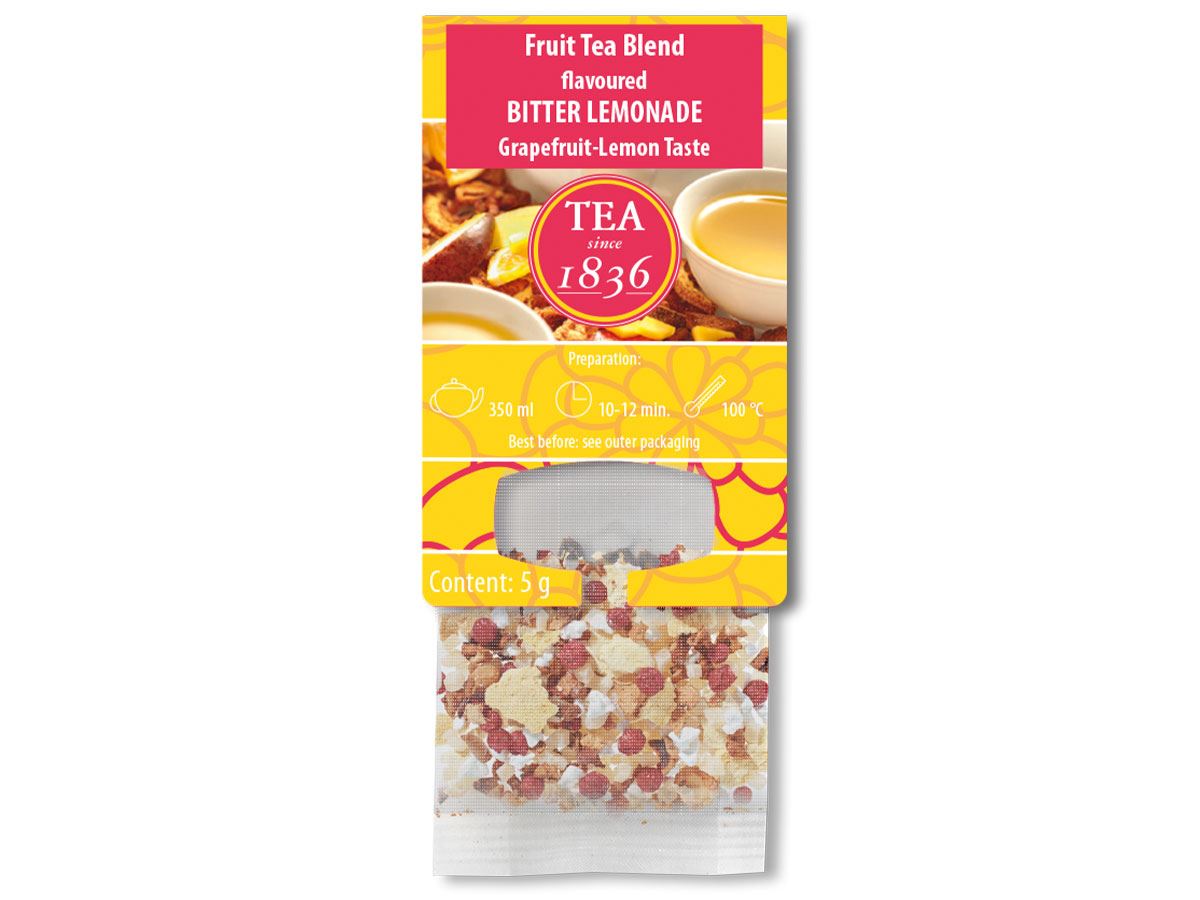 Fruit Tea Blend
flavoured
BITTER LEMONADE
Grapefruit-Lemon Taste
TEA
since
1836
Preparation:
350 ml 10-12 min. 100 °C
Best before: see outer packaging
Content: 5 g